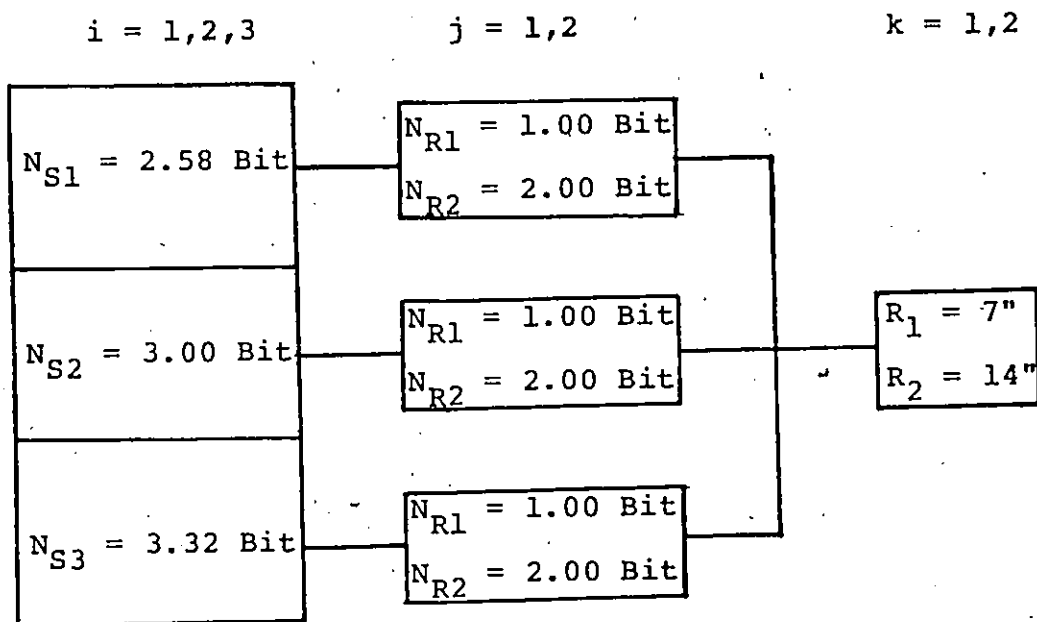 i = 1,2,3
j = 1,2
k = 1,2
N_S1 = 2.58 Bit
N_R1 = 1.00 Bit
N_R2 = 2.00 Bit
N_S2 = 3.00 Bit
N_R1 = 1.00 Bit
N_R2 = 2.00 Bit
R_1 = 7"
R_2 = 14"
N_S3 = 3.32 Bit
N_R1 = 1.00 Bit
N_R2 = 2.00 Bit